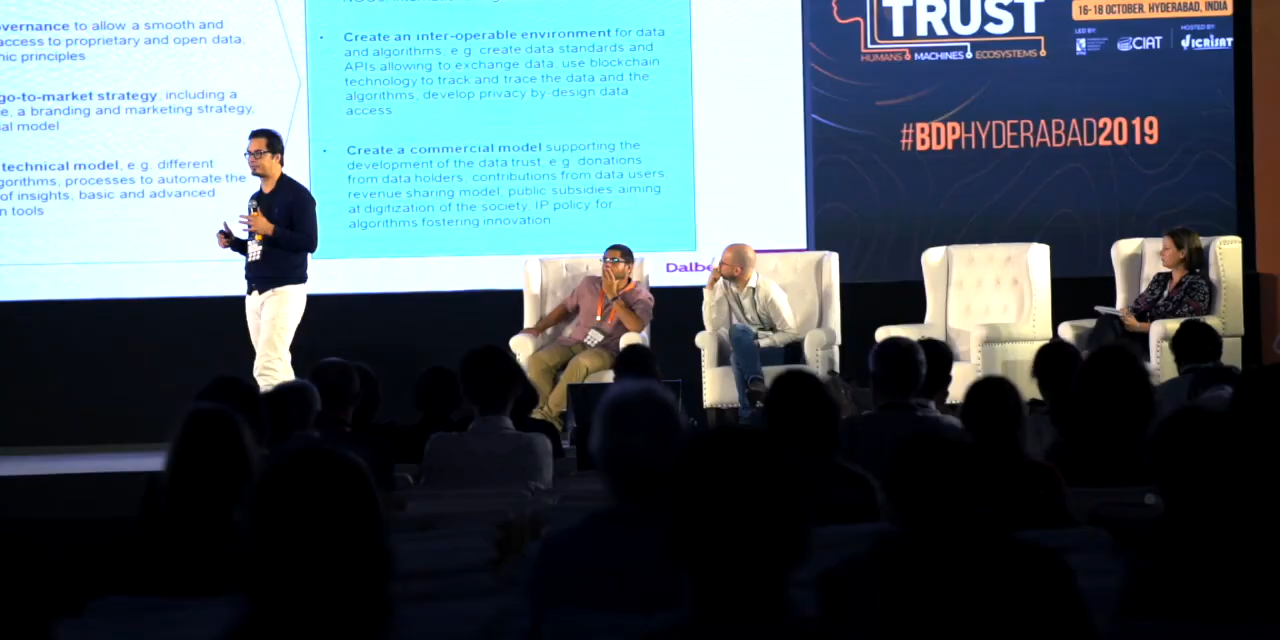 overnance to allow a smooth and
access to proprietary and open data,
nic principles
go-to-market strategy, including a
e, a branding and marketing strategy,
ial model
technical model, e.g. different
gorithms, processes to automate the
of insights, basic and advanced
n tools
• Create an inter-operable environment for data
and algorithms, e.g. create data standards and
APIs allowing to exchange data, use blockchain
technology to track and trace the data and the
algorithms, develop privacy by-design data
access
• Create a commercial model supporting the
development of the data trust, e.g. donations
from data holders, contributions from data users,
revenue sharing model, public subsidies aiming
at digitization of the society, IP policy for
algorithms fostering innovation
Dalbe
TRUST
HUMANS MACHINES ECOSYSTEMS
16-18 OCTOBER. HYDERABAD, INDIA
LED BY:
HOSTED BY:
CIAT
ICRISAT
#BDPHYDERABAD2019